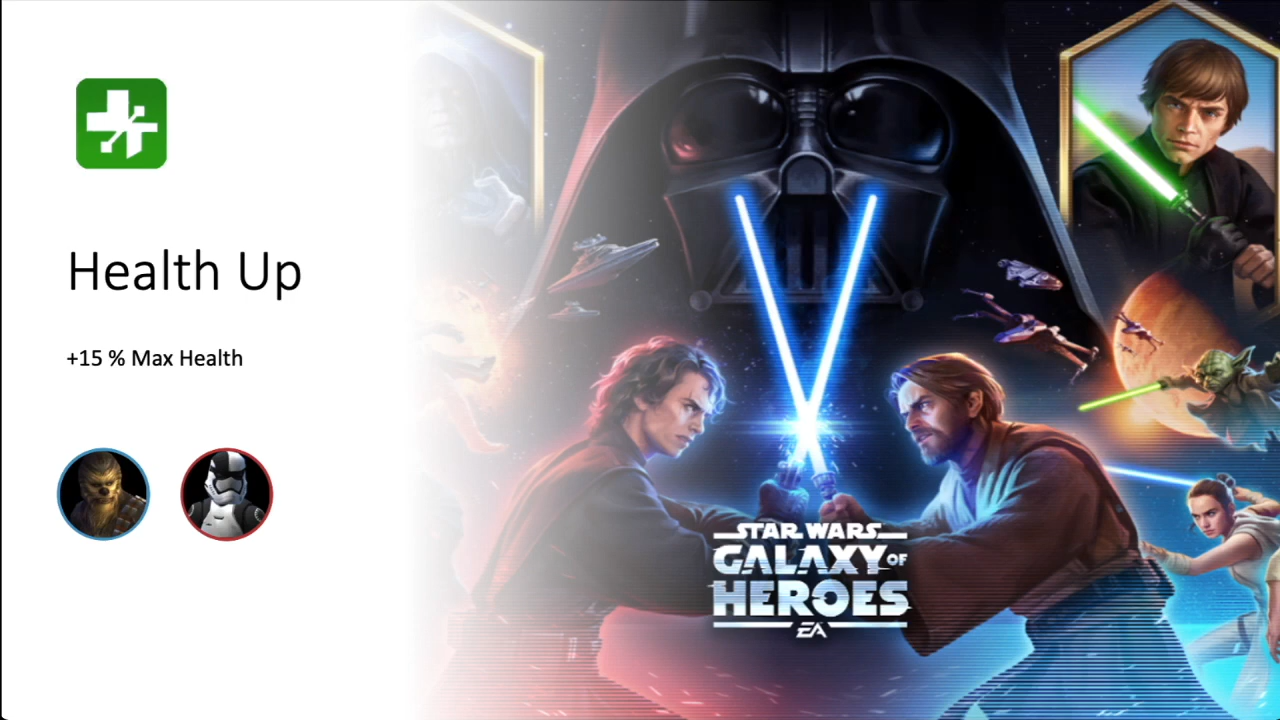 Health Up
+15 % Max Health
STAR WARS
GALAXY OF
HEROES
EA